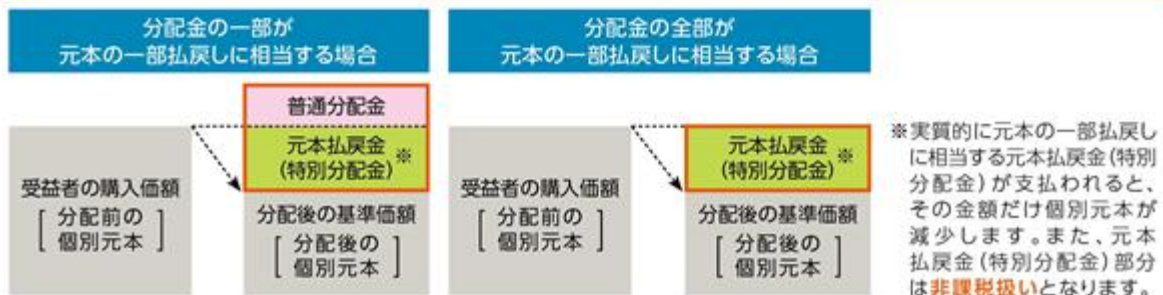 分配金の一部が
元本の一部払戻しに相当する場合
普通分配金
元本払戻金
(特別分配金)
※
受益者の購入価額
[ 分配前の
個別元本 ]
分配後の基準価額
[ 分配後の
個別元本 ]
分配金の全部が
元本の一部払戻しに相当する場合
元本払戻金
(特別分配金)
※
受益者の購入価額
[ 分配前の
個別元本 ]
分配後の基準価額
[ 分配後の
個別元本 ]
※実質的に元本の一部払戻し
に相当する元本払戻金(特別
分配金)が支払われると、
その金額だけ個別元本が
減少します。また、元本
払戻金(特別分配金)部分
は非課税扱いとなります。